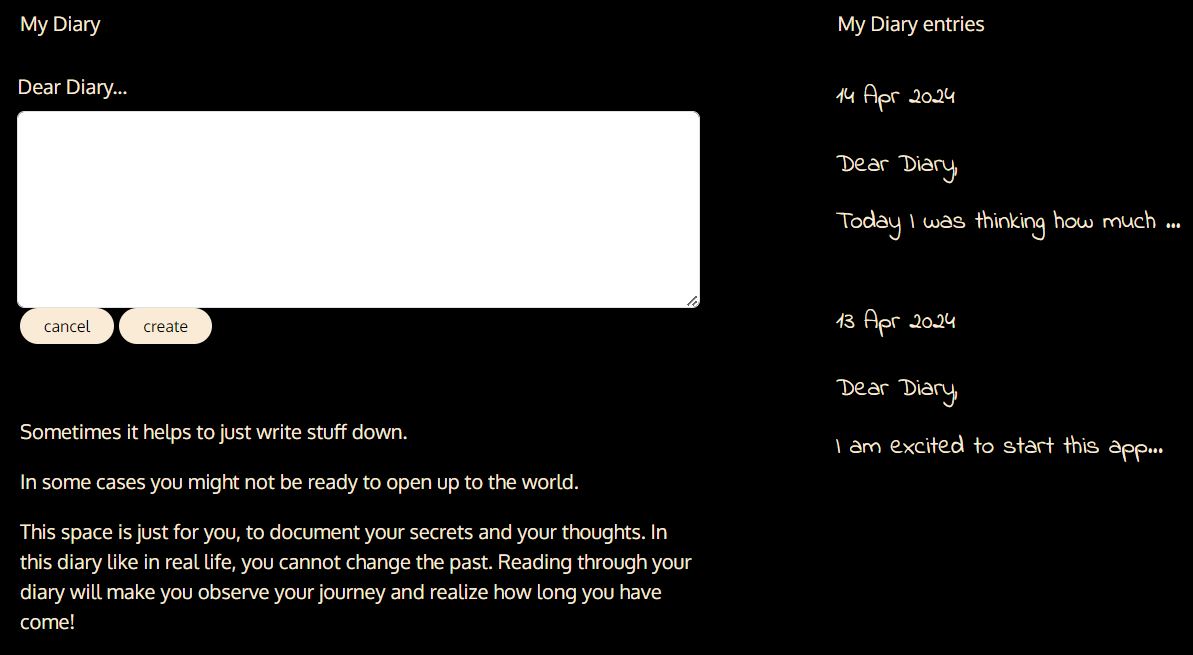 My Diary
Dear Diary...
cancel
create
Sometimes it helps to just write stuff down.
In some cases you might not be ready to open up to the world.
This space is just for you, to document your secrets and your thoughts. In
this diary like in real life, you cannot change the past. Reading through your
diary will make you observe your journey and realize how long you have
come!
My Diary entries
14 Apr 2024
Dear Diary,
Today I was thinking how much ...
13 Apr 2024
Dear Diary,
I am excited to start this app...